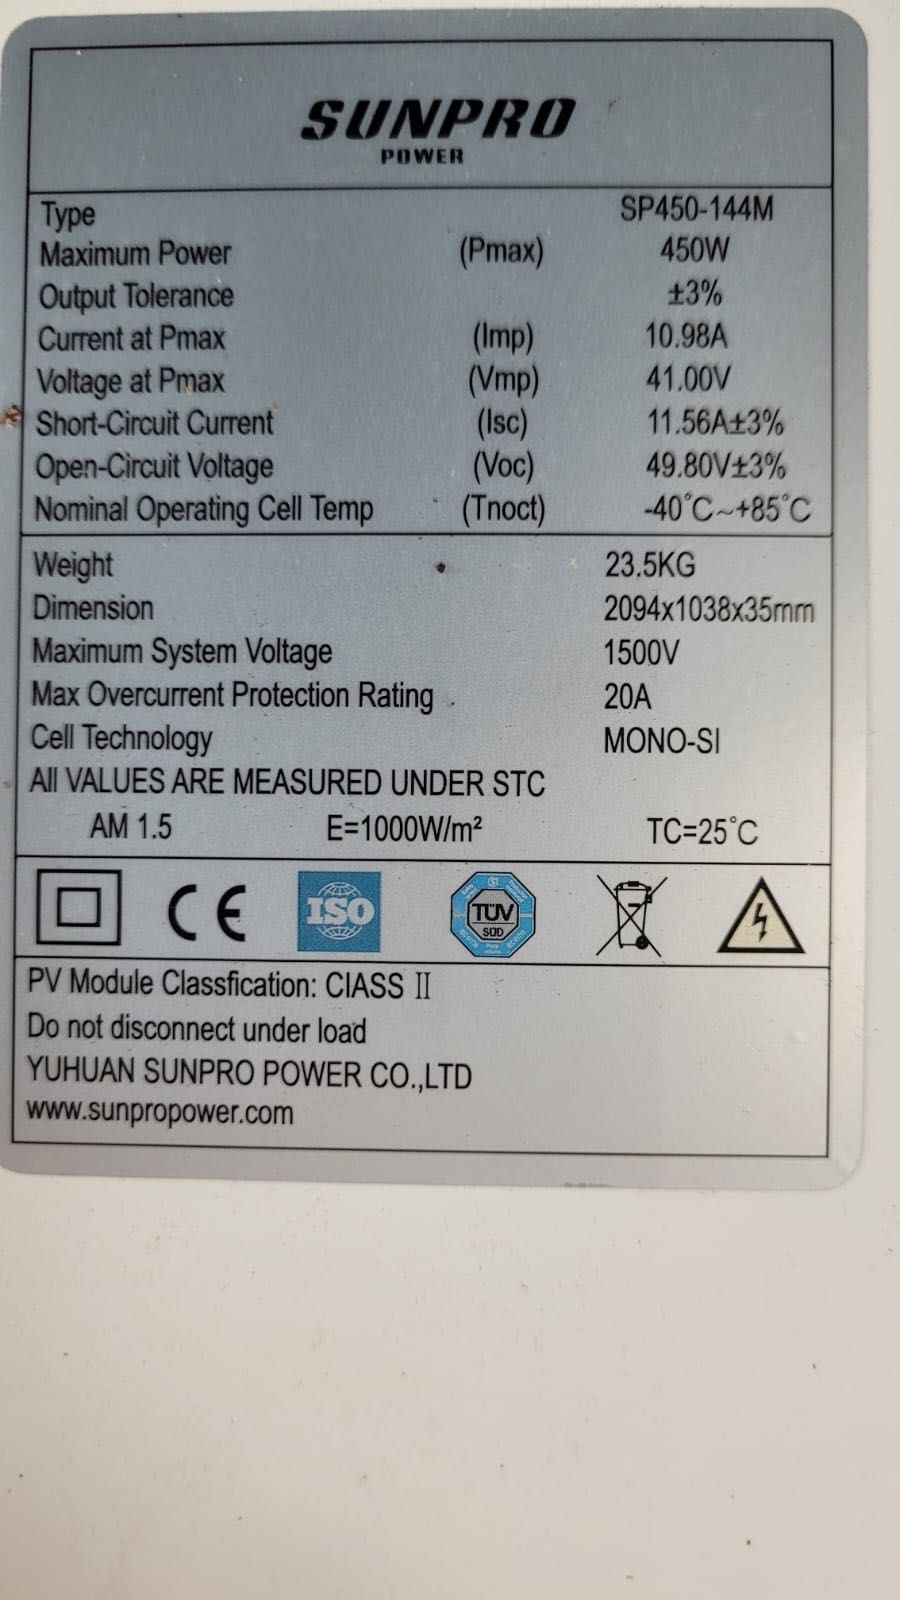 SUNPRO
POWER
Type SP450-144M
Maximum Power (Pmax) 450W
Output Tolerance ±3%
Current at Pmax (Imp) 10.98A
Voltage at Pmax (Vmp) 41.00V
Short-Circuit Current (Isc) 11.56A±3%
Open-Circuit Voltage (Voc) 49.80V±3%
Nominal Operating Cell Temp (Tnoct) -40°C~+85°C
Weight 23.5KG
Dimension 2094x1038x35mm
Maximum System Voltage 1500V
Max Overcurrent Protection Rating 20A
Cell Technology MONO-SI
All VALUES ARE MEASURED UNDER STC
AM 1.5 E=1000W/m² TC=25°C
CE ISO TÜV
SÜD
PV Module Classfication: CIASS II
Do not disconnect under load
YUHUAN SUNPRO POWER CO.,LTD
www.sunpropower.com